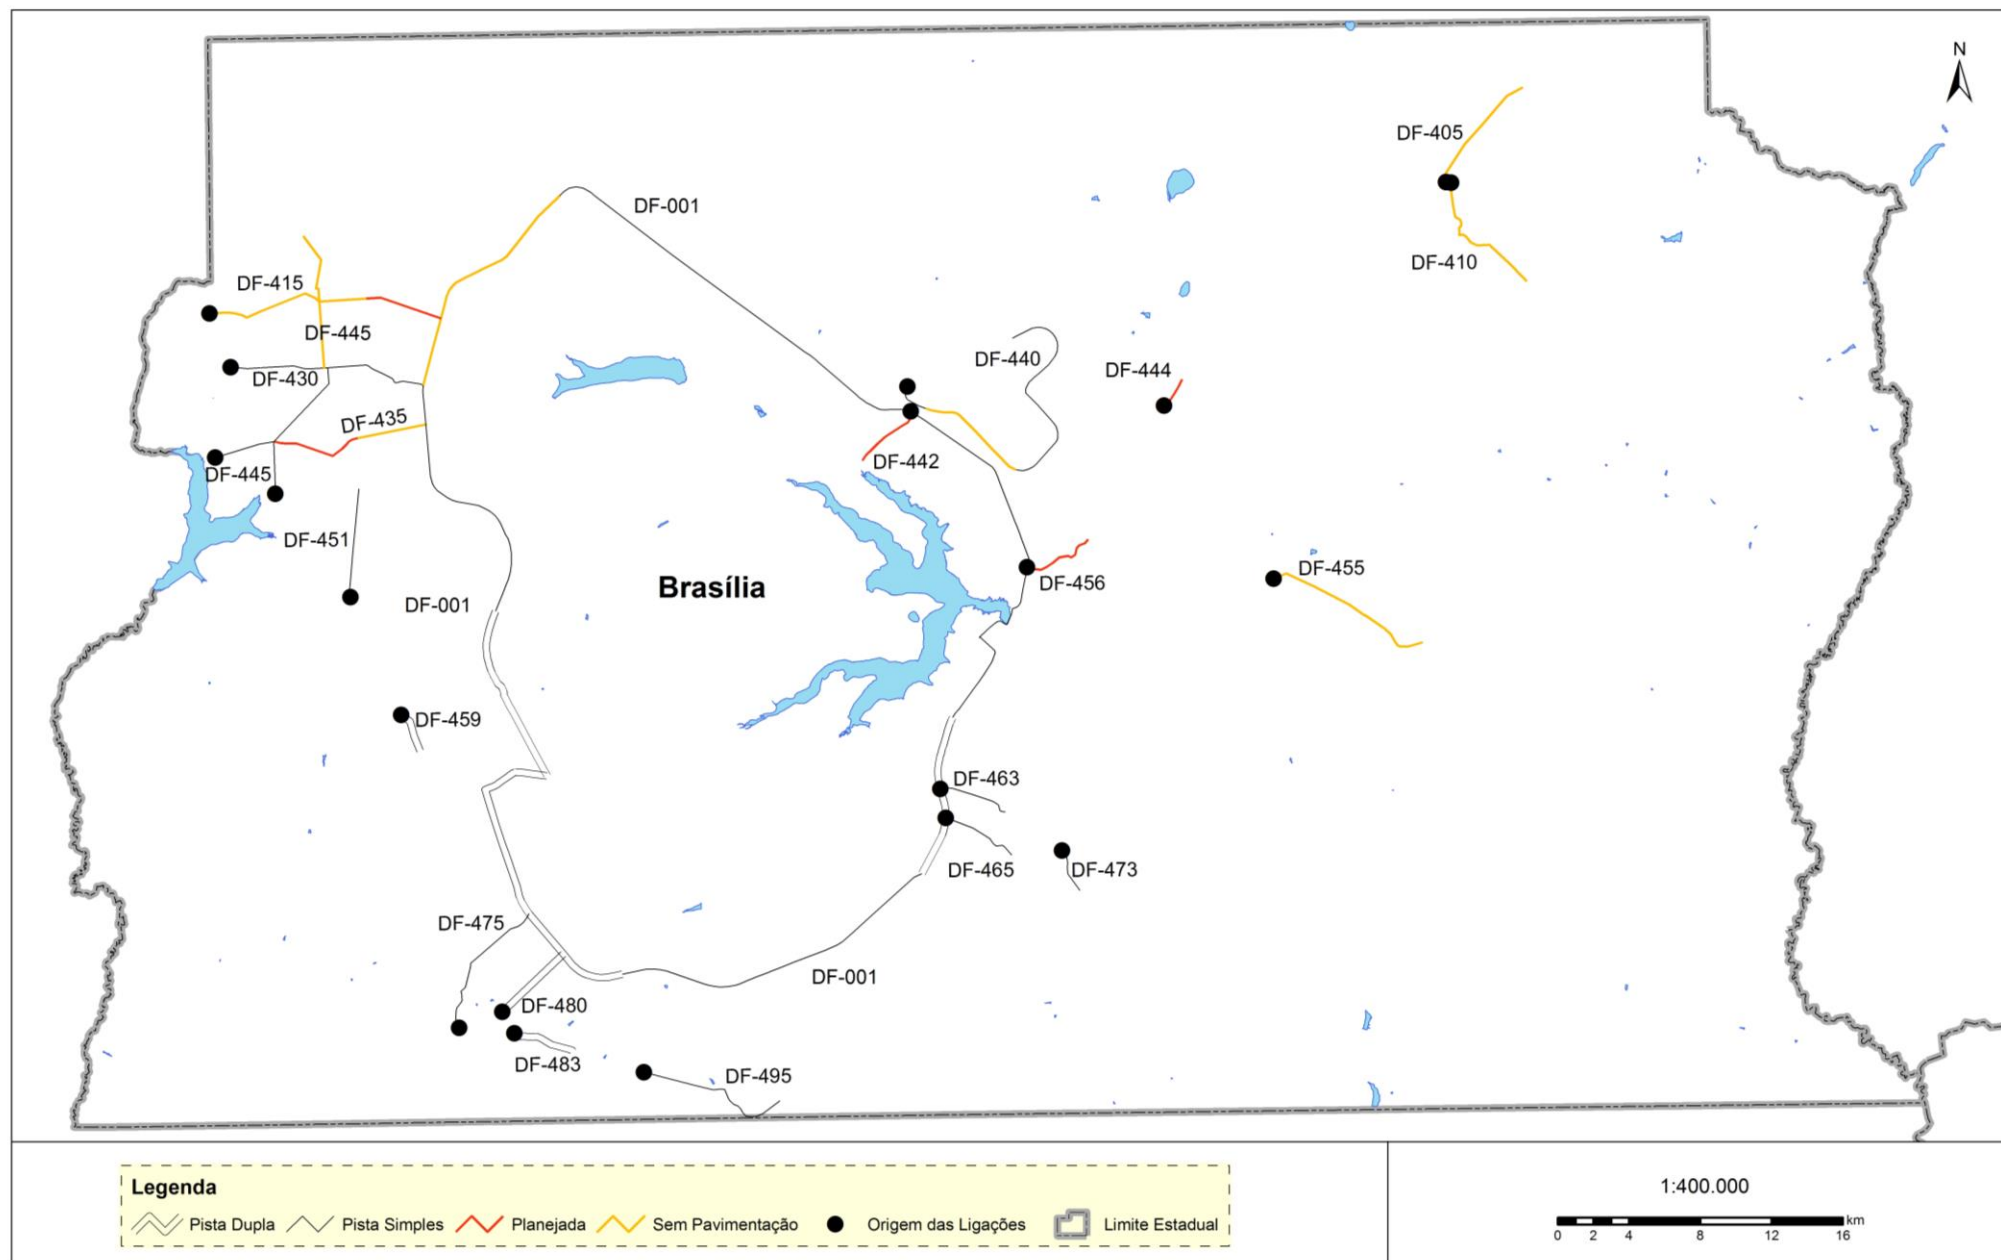 N
DF-405
DF-001
DF-410
DF-415
DF-445
DF-440
DF-444
DF-430
DF-435
DF-442
DF-445
DF-451
DF-455
DF-456
Brasília
DF-001
DF-459
DF-463
DF-465
DF-473
DF-475
DF-001
DF-480
DF-483
DF-495
Legenda
Pista Dupla Pista Simples Planejada Sem Pavimentação Origem das Ligações Limite Estadual
1:400.000
km
0 2 4 8 12 16